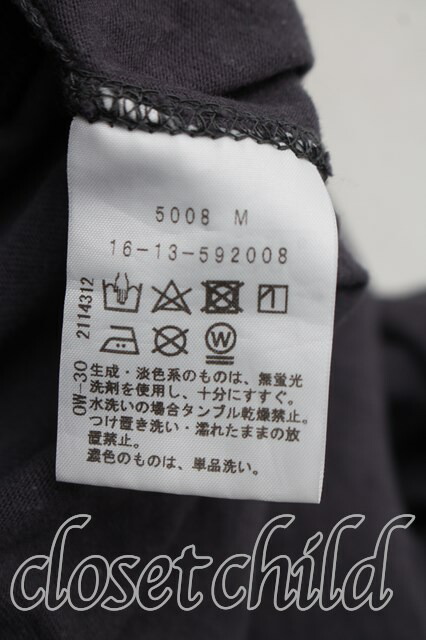 5008 M
16-13-592008
2114312
W
0W-30
生成・淡色系のものは、無蛍光
洗剤を使用し、十分にすすぐ。
水洗いの場合タンブル乾燥禁止。
つけ置き洗い・濡れたままの放
置禁止。
濃色のものは、単品洗い。
closet child